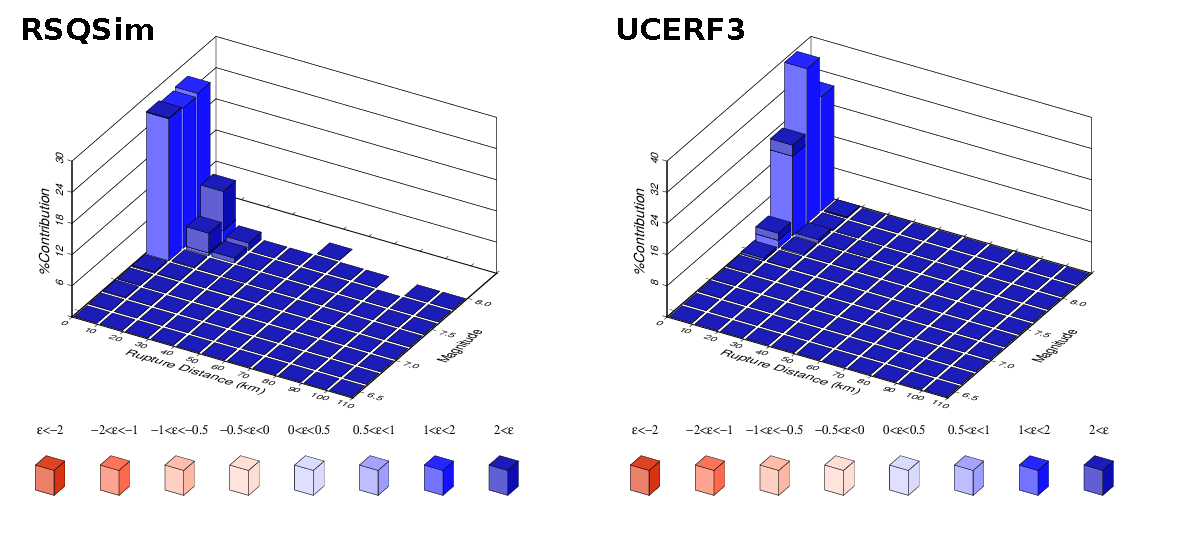 RSQSim
%Contribution
30
24
18
12
6
0
10
20
30
40
50
60
70
80
90
100
110
Rupture Distance (km)
6.5
7.0
7.5
8.0
Magnitude
ε<−2
−2<ε<−1
−1<ε<−0.5
−0.5<ε<0
0<ε<0.5
0.5<ε<1
1<ε<2
2<ε
UCERF3
%Contribution
40
32
24
16
8
0
10
20
30
40
50
60
70
80
90
100
110
Rupture Distance (km)
6.5
7.0
7.5
8.0
Magnitude
ε<−2
−2<ε<−1
−1<ε<−0.5
−0.5<ε<0
0<ε<0.5
0.5<ε<1
1<ε<2
2<ε